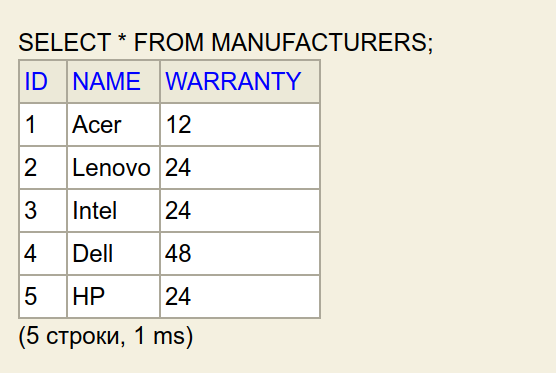 SELECT * FROM MANUFACTURERS;
ID NAME WARRANTY
1 Acer 12
2 Lenovo 24
3 Intel 24
4 Dell 48
5 HP 24
(5 строки, 1 ms)